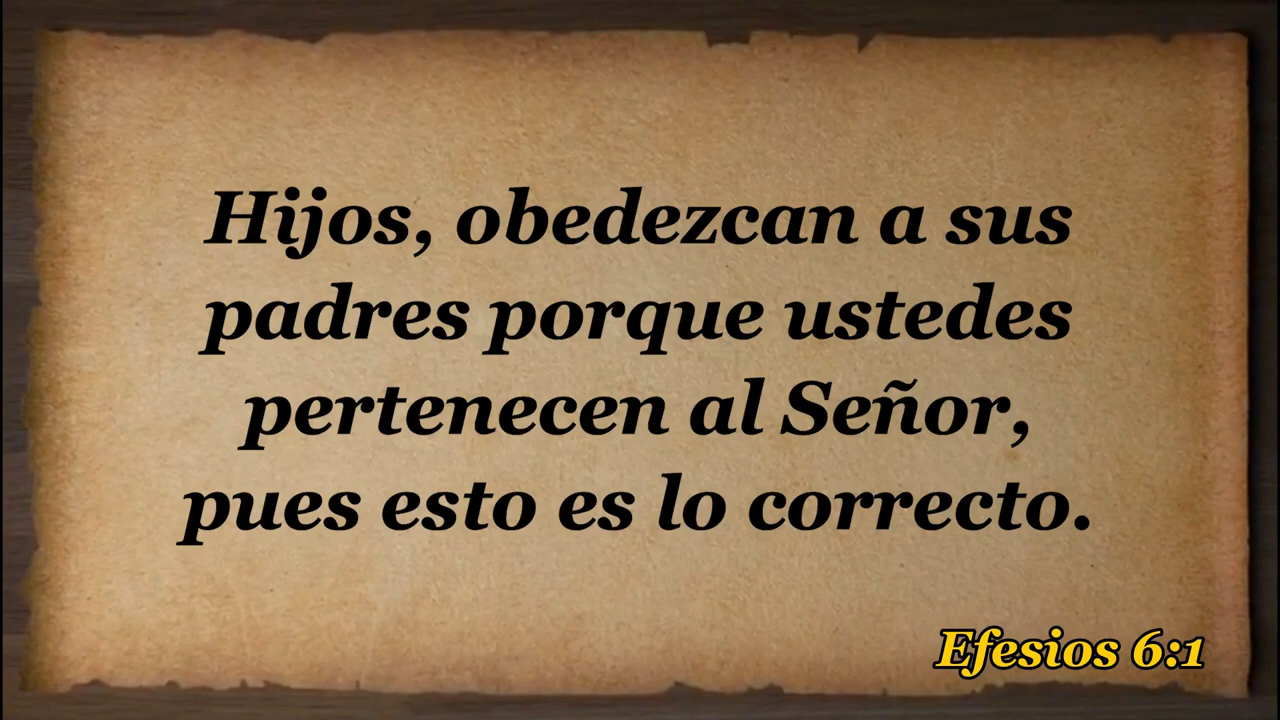 Hijos, obedezcan a sus
padres porque ustedes
pertenecen al Señor,
pues esto es lo correcto.
Efesios 6:1